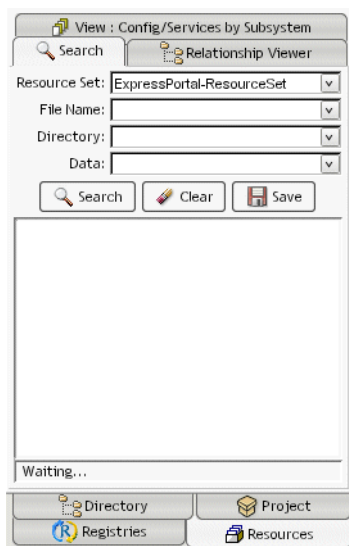 View : Config/Services by Subsystem
Search Relationship Viewer
Resource Set: ExpressPortal-ResourceSet
File Name:
Directory:
Data:
Search Clear Save
Waiting...
Directory Project
Registries Resources